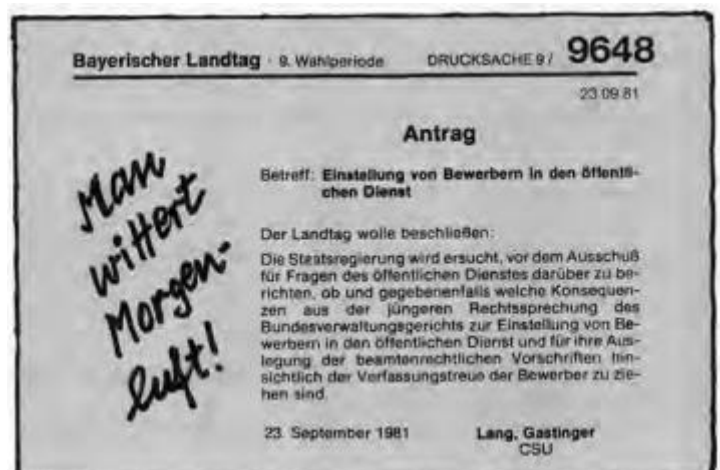 Bayerischer Landtag · 9. Wahlperiode DRUCKSACHE 9/ 9648
23 09 81
Antrag
Man
wittert
Morgen-
luft!
Betreff: Einstellung von Bewerbern in den öffentli-
chen Dienst
Der Landtag wolle beschließen:
Die Staatsregierung wird ersucht, vor dem Ausschuß
für Fragen des öffentlichen Dienstes darüber zu be-
richten, ob und gegebenenfalls welche Konsequen-
zen aus der jüngeren Rechtssprechung des
Bundesverwaltungsgerichts zur Einstellung von Be-
werbern in den öffentlichen Dienst und für ihre Aus-
legung der beamtenrechtlichen Vorschriften hin-
sichtlich der Verfassungstreue der Bewerber zu zie-
hen sind.
23. September 1981 Lang, Gastinger
CSU